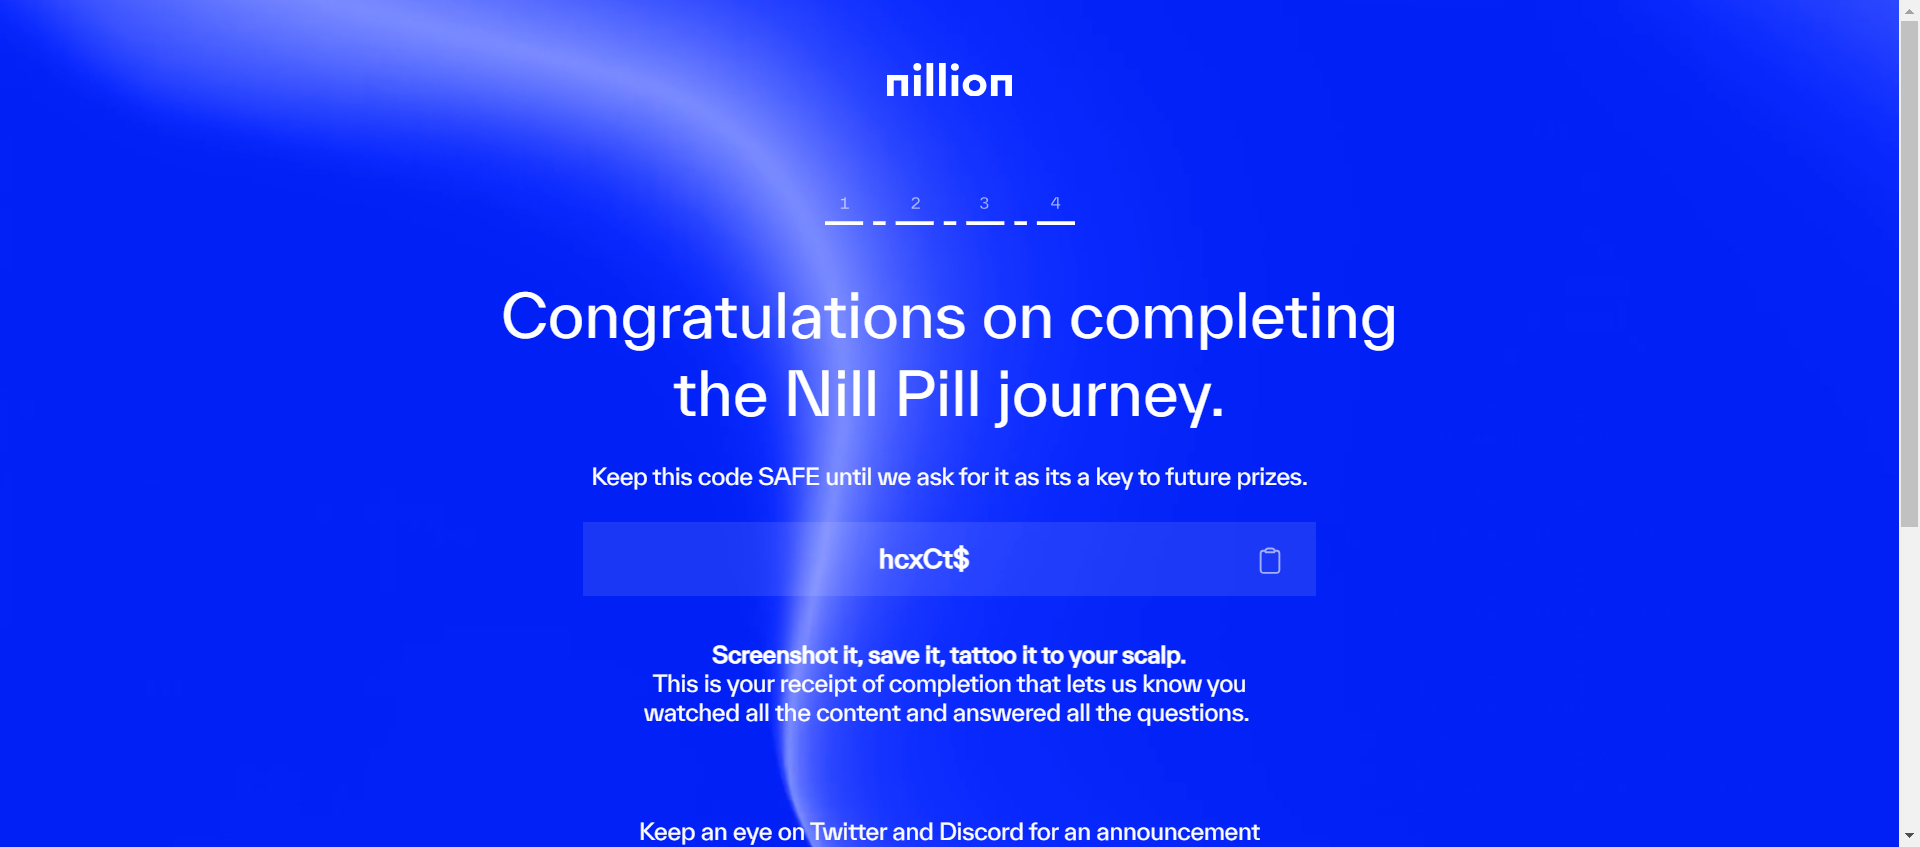 nillion
1 2 3 4
Congratulations on completing
the Nill Pill journey.
Keep this code SAFE until we ask for it as its a key to future prizes.
hcxCt$
Screenshot it, save it, tattoo it to your scalp.
This is your receipt of completion that lets us know you
watched all the content and answered all the questions.
Keep an eye on Twitter and Discord for an announcement